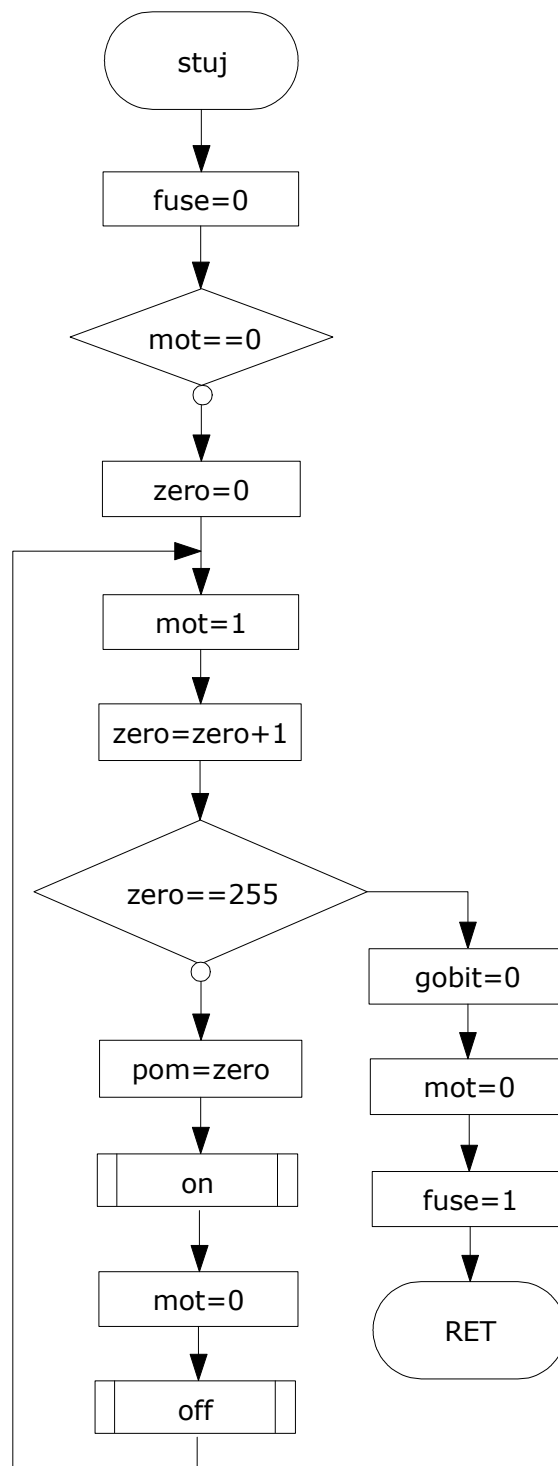 stuj
fuse=0
mot==0
zero=0
mot=1
zero=zero+1
zero==255
gobit=0
pom=zero
mot=0
on
fuse=1
mot=0
RET
off